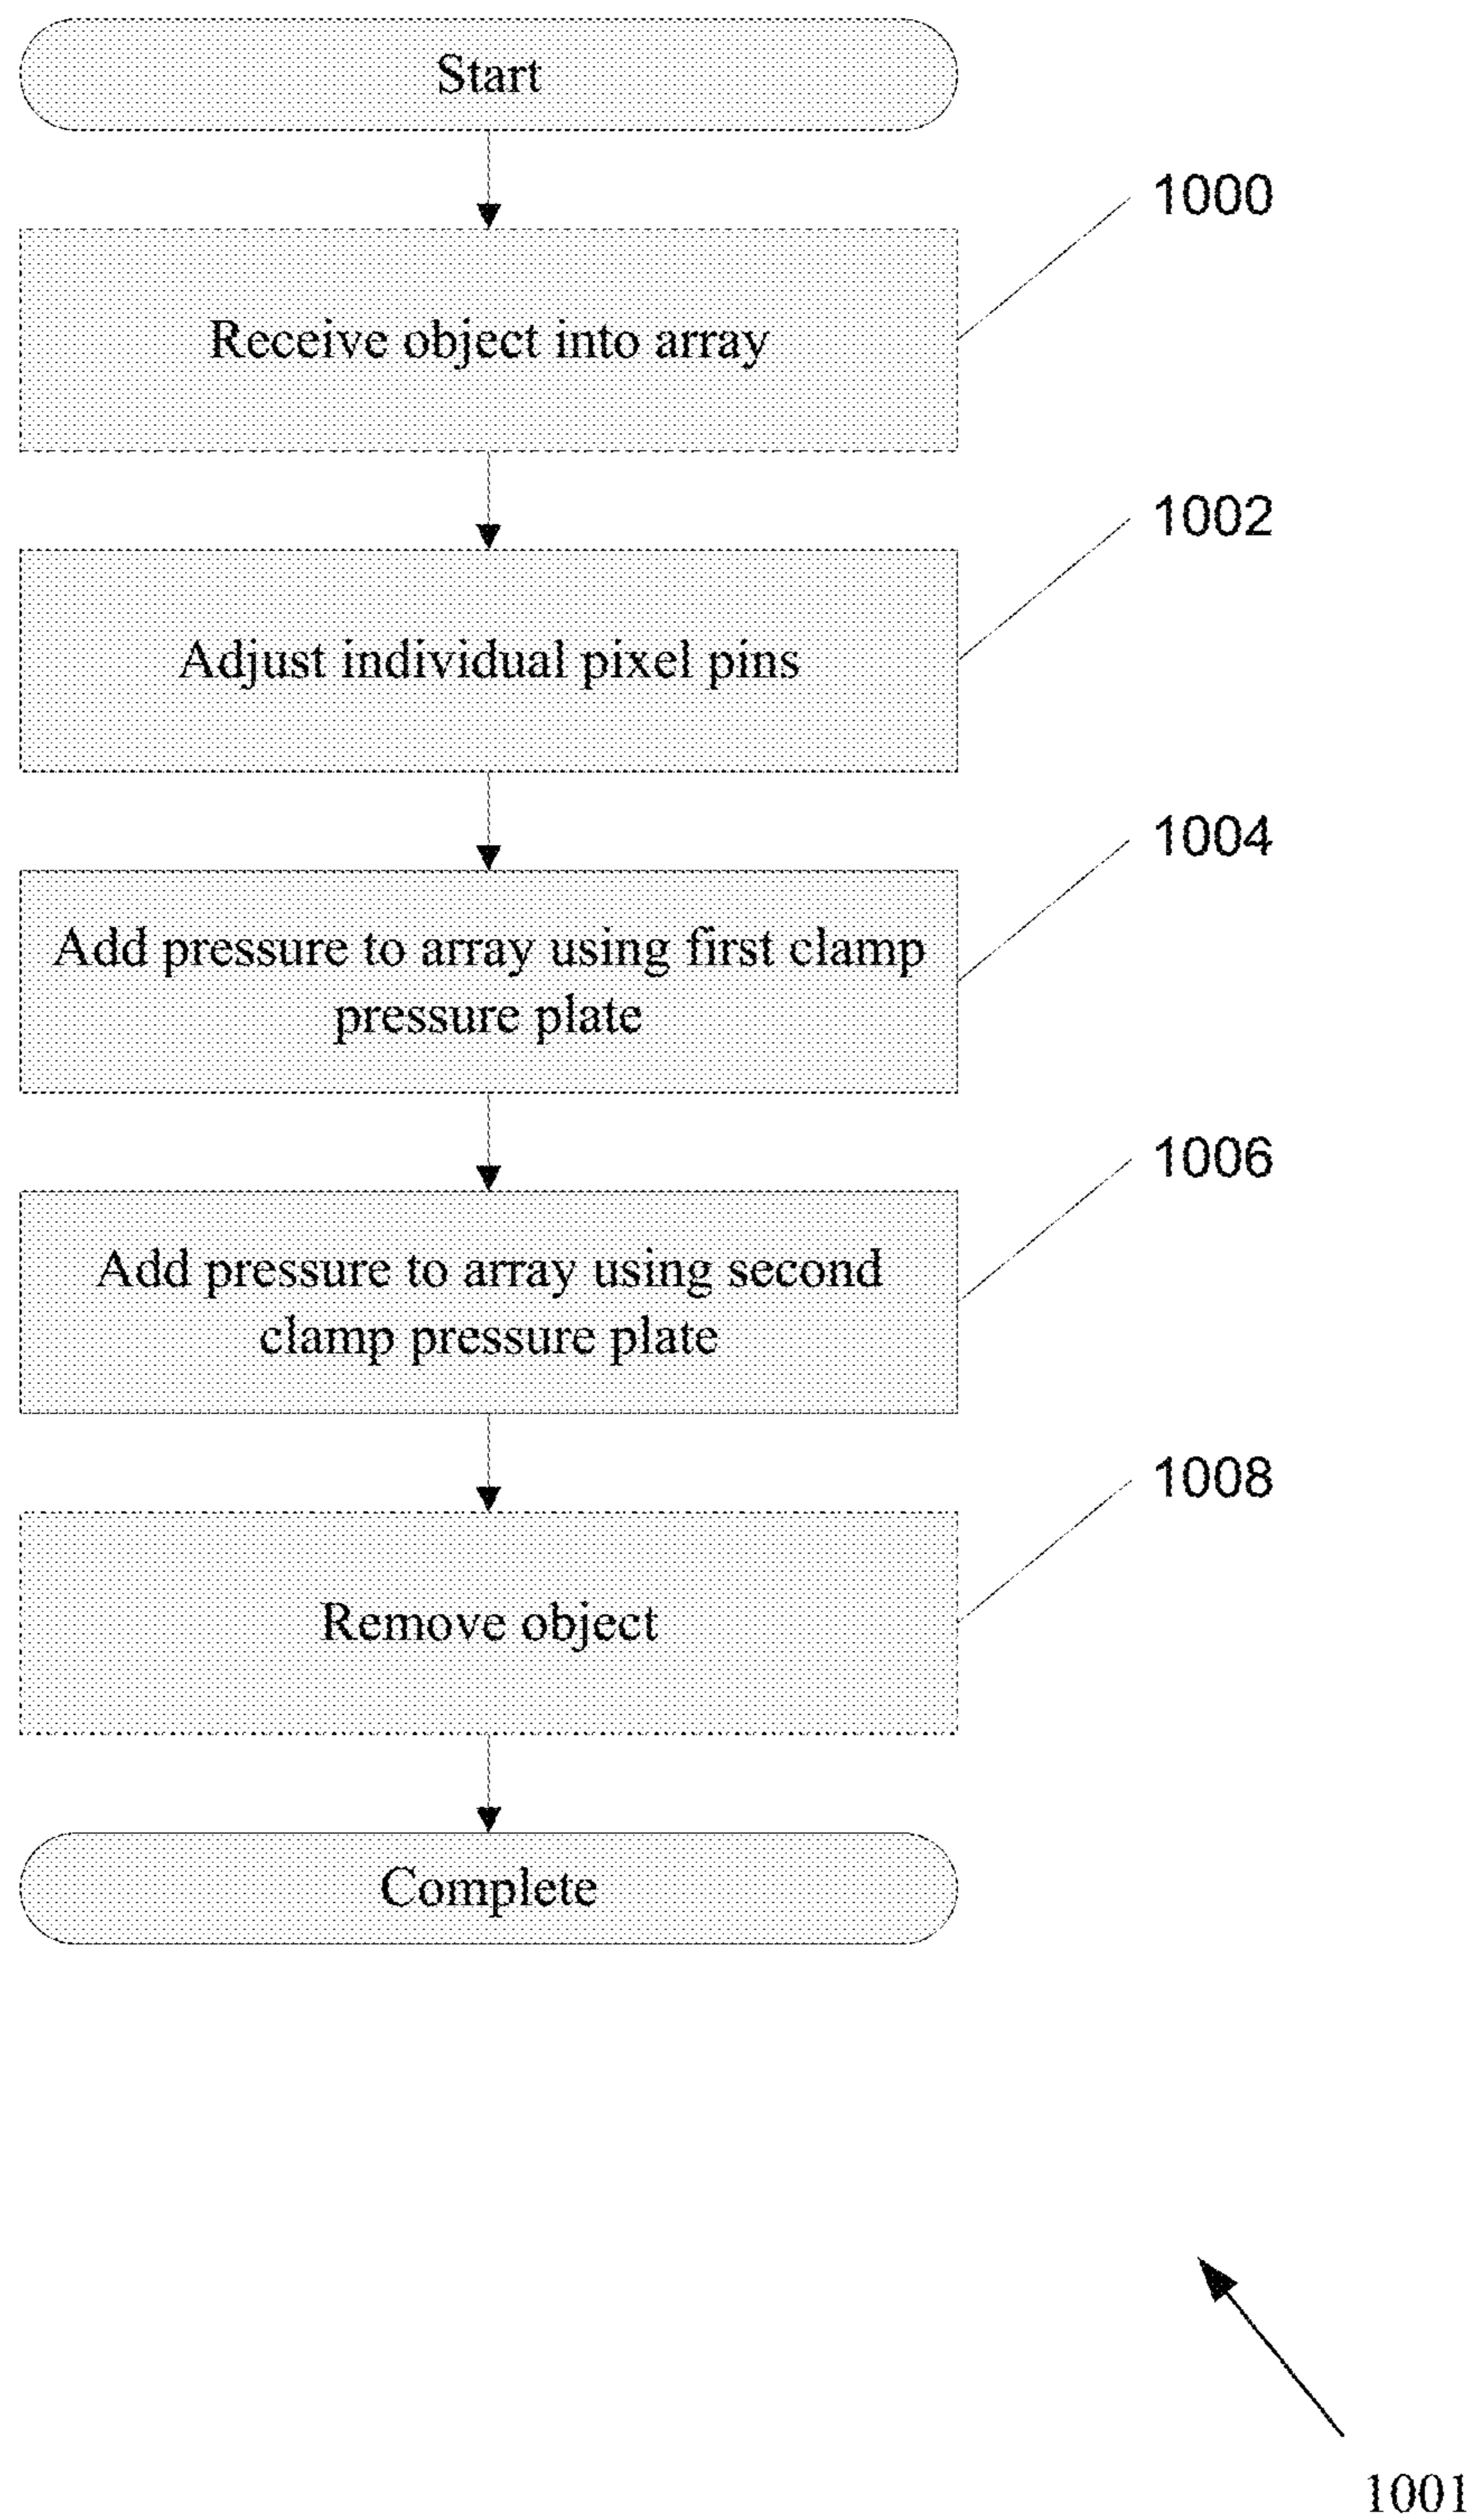 Start
1000
Receive object into array
1002
Adjust individual pixel pins
1004
Add pressure to array using first clamp
pressure plate
1006
Add pressure to array using second
clamp pressure plate
1008
Remove object
Complete
1001